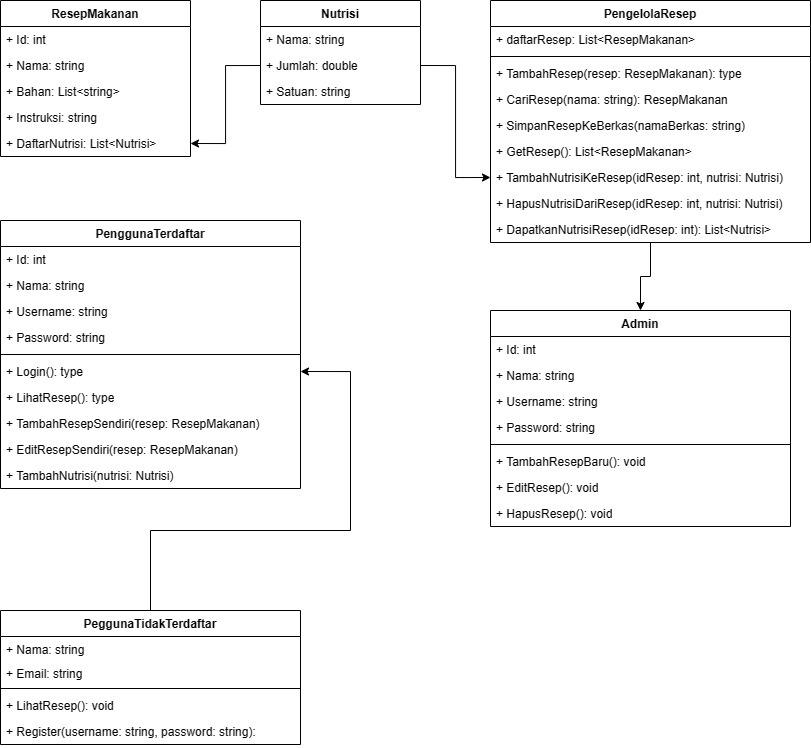 ResepMakanan
+ Id: int
+ Nama: string
+ Bahan: List<string>
+ Instruksi: string
+ DaftarNutrisi: List<Nutrisi>
Nutrisi
+ Nama: string
+ Jumlah: double
+ Satuan: string
PengelolaResep
+ daftarResep: List<ResepMakanan>
+ TambahResep(resep: ResepMakanan): type
+ CariResep(nama: string): ResepMakanan
+ SimpanResepKeBerkas(namaBerkas: string)
+ GetResep(): List<ResepMakanan>
+ TambahNutrisiKeResep(idResep: int, nutrisi: Nutrisi)
+ HapusNutrisiDariResep(idResep: int, nutrisi: Nutrisi)
+ DapatkanNutrisiResep(idResep: int): List<Nutrisi>
PenggunaTerdaftar
+ Id: int
+ Nama: string
+ Username: string
+ Password: string
+ Login(): type
+ LihatResep(): type
+ TambahResepSendiri(resep: ResepMakanan)
+ EditResepSendiri(resep: ResepMakanan)
+ TambahNutrisi(nutrisi: Nutrisi)
Admin
+ Id: int
+ Nama: string
+ Username: string
+ Password: string
+ TambahResepBaru(): void
+ EditResep(): void
+ HapusResep(): void
PeggunaTidakTerdaftar
+ Nama: string
+ Email: string
+ LihatResep(): void
+ Register(username: string, password: string):